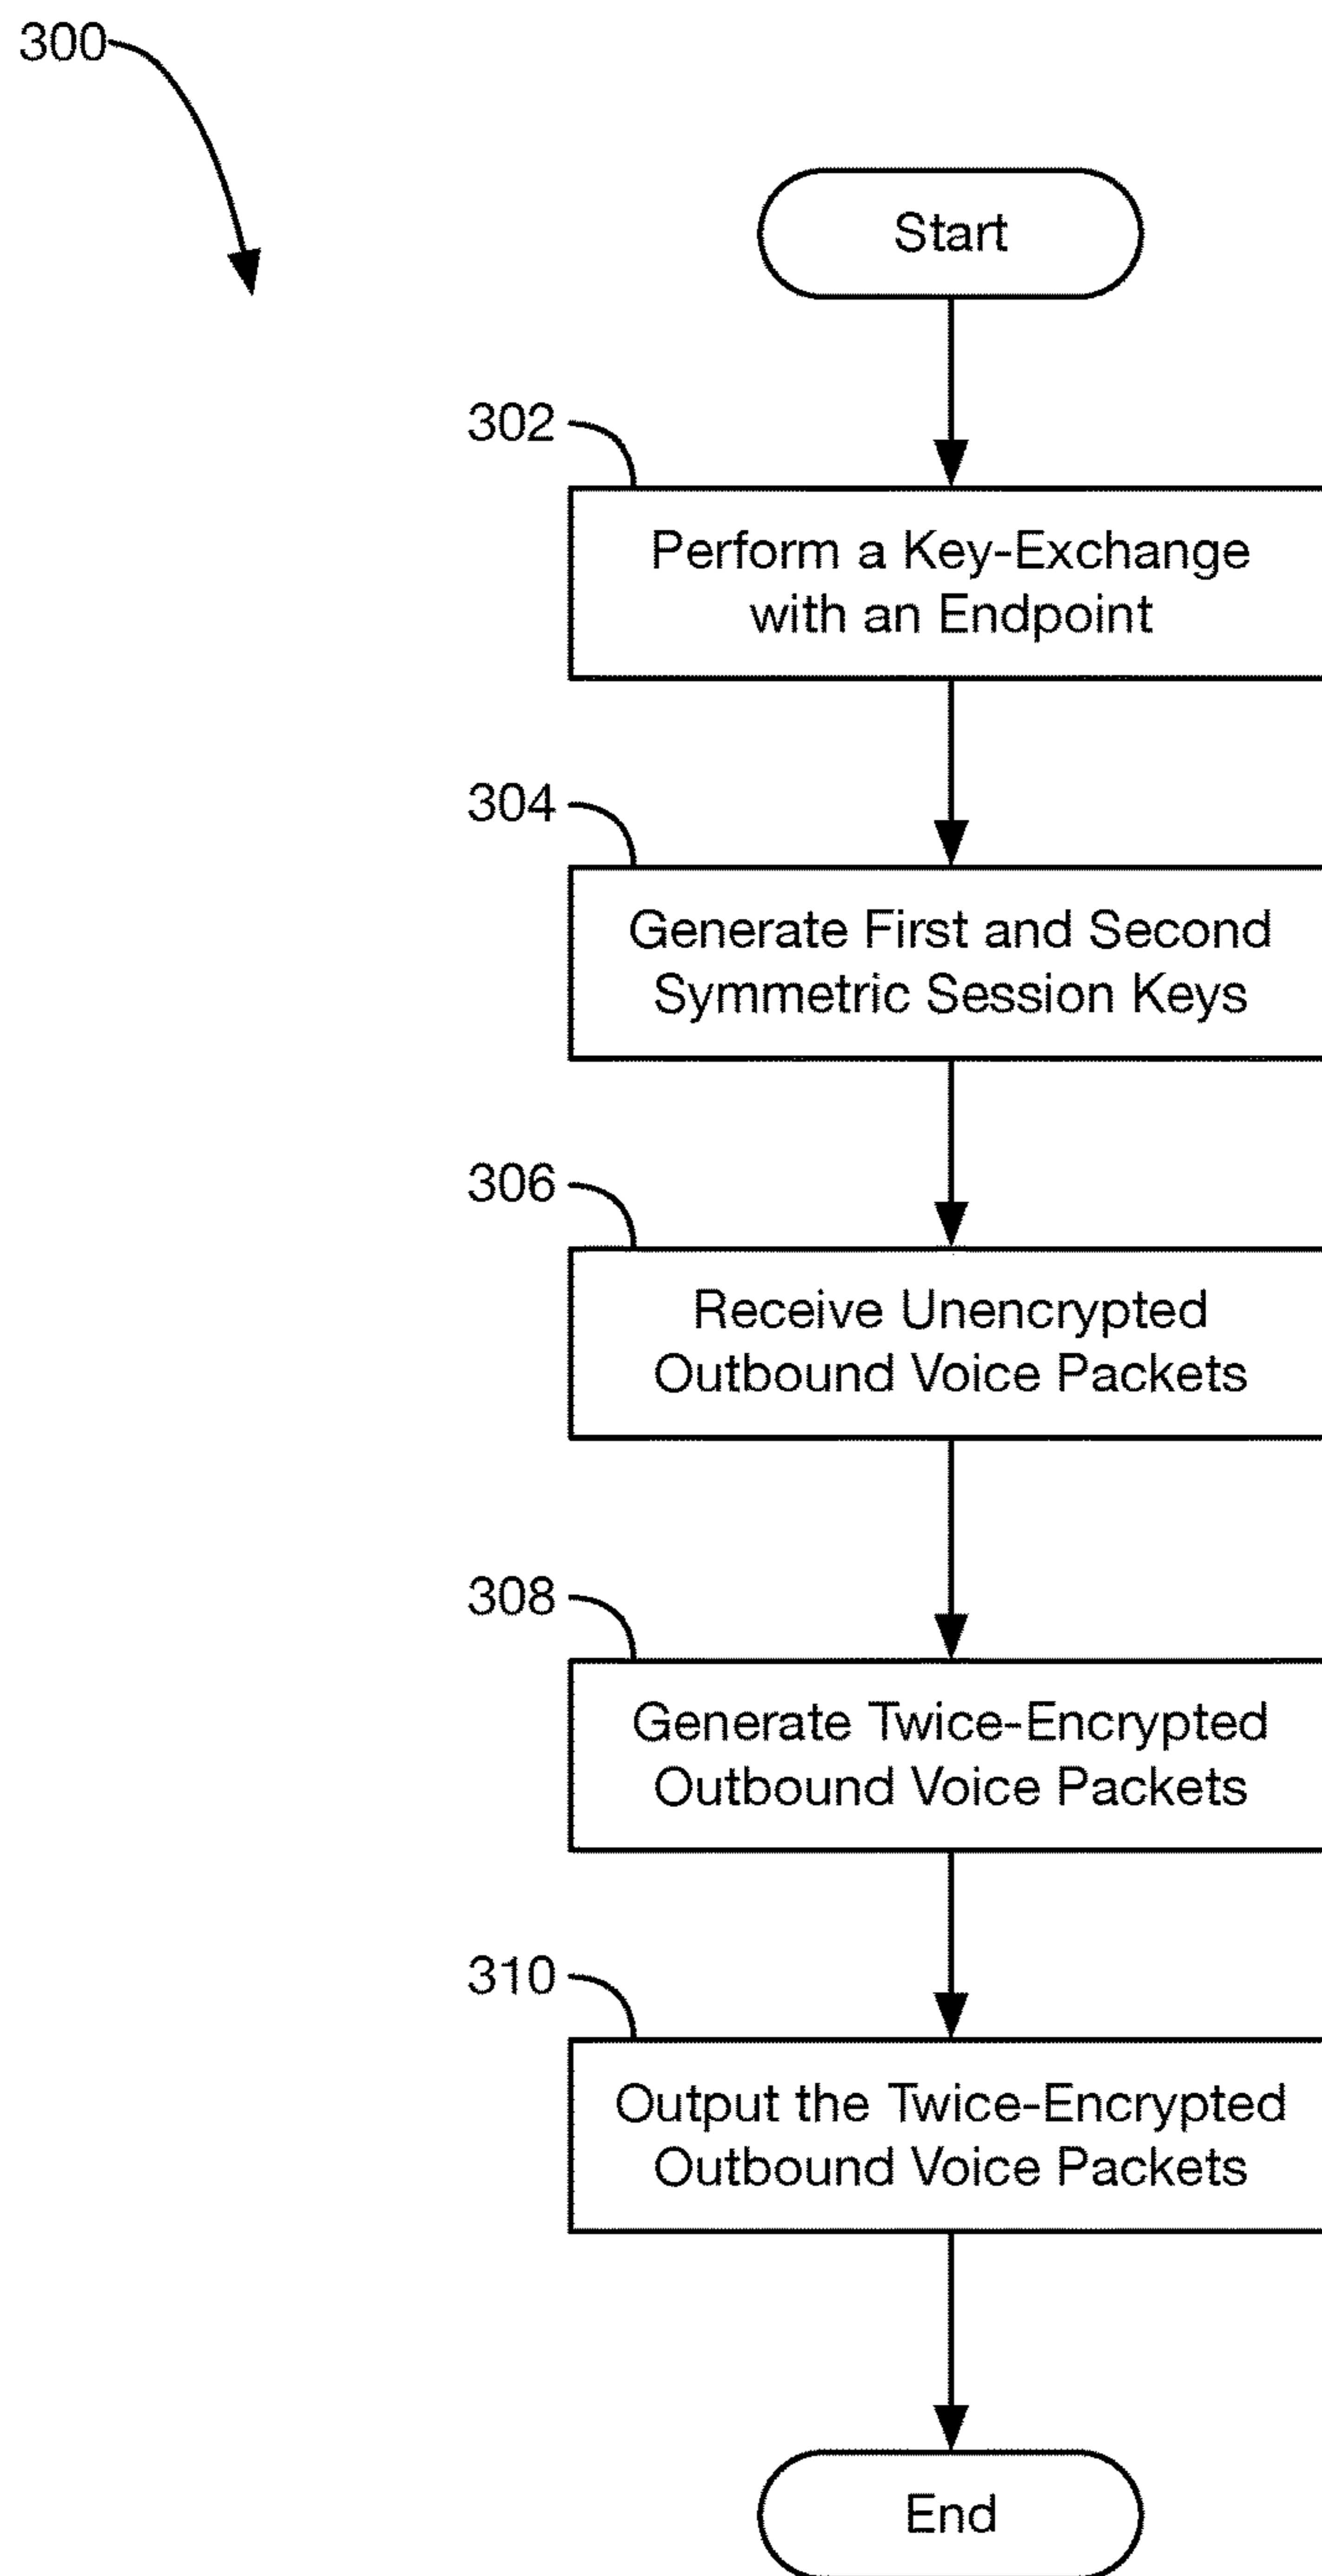 300
Start
302
Perform a Key-Exchange
with an Endpoint
304
Generate First and Second
Symmetric Session Keys
306
Receive Unencrypted
Outbound Voice Packets
308
Generate Twice-Encrypted
Outbound Voice Packets
310
Output the Twice-Encrypted
Outbound Voice Packets
End